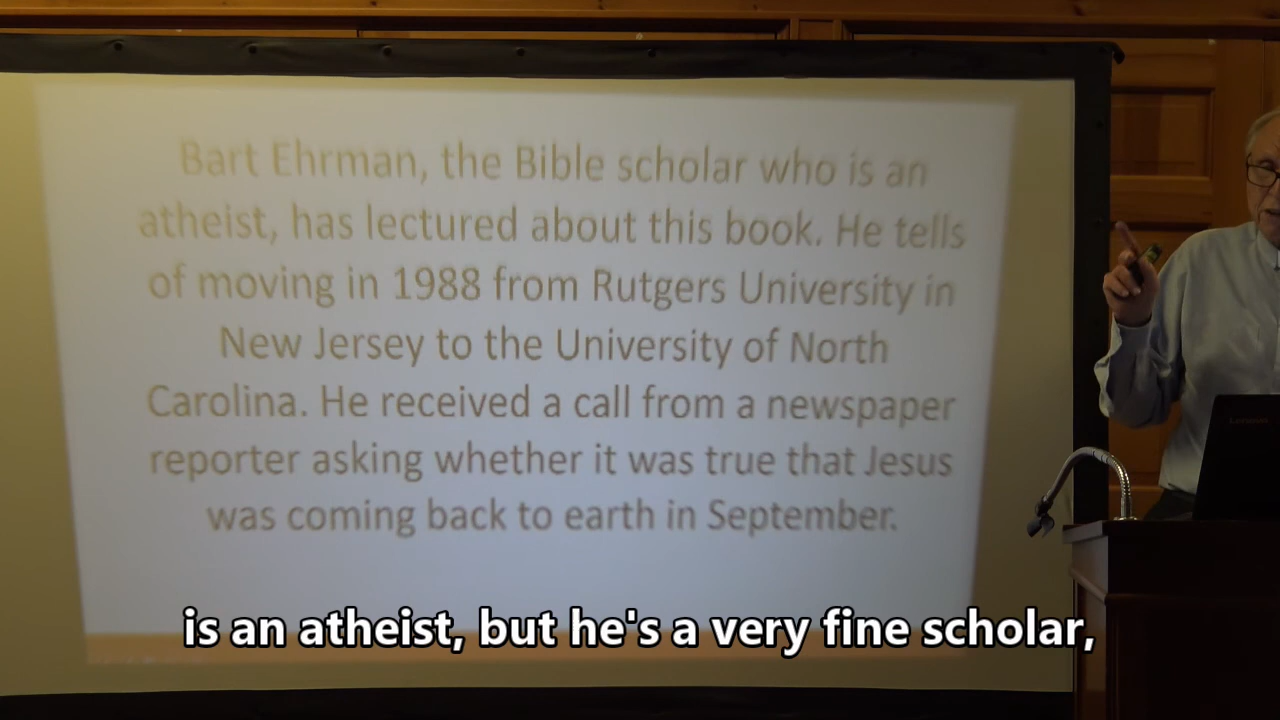 Bart Ehrman, the Bible scholar who is an
atheist, has lectured about this book. He tells
of moving in 1988 from Rutgers University in
New Jersey to the University of North
Carolina. He received a call from a newspaper
reporter asking whether it was true that Jesus
was coming back to earth in September.
is an atheist, but he's a very fine scholar,